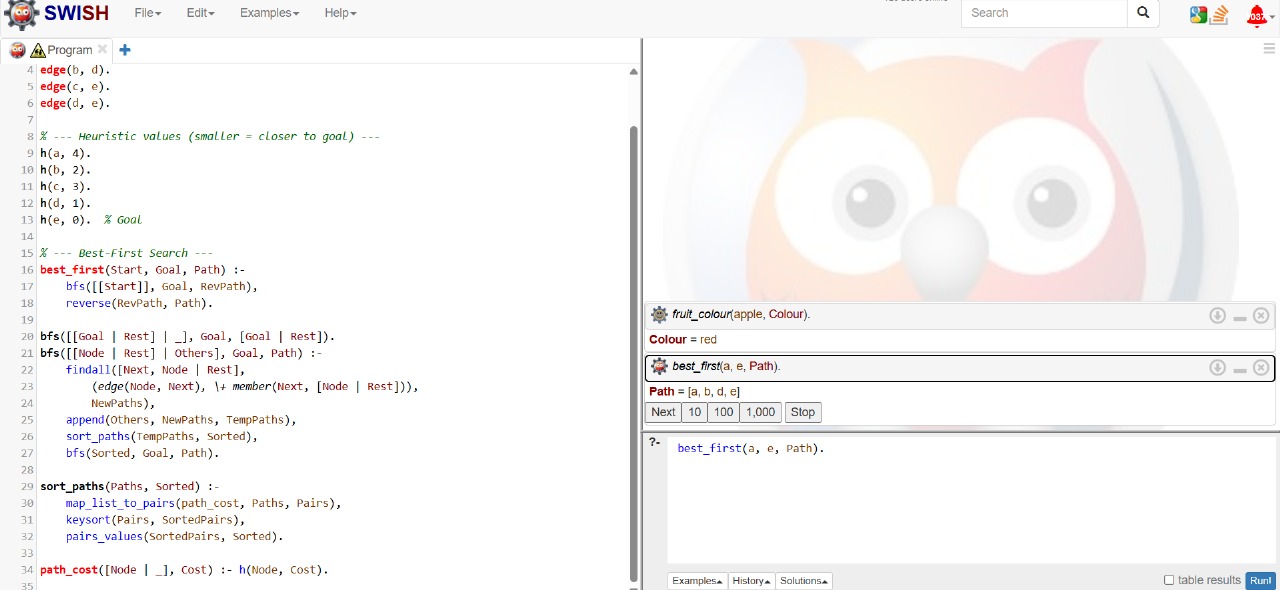 SWISH File Edit Examples Help Search
Program
4 edge(b, d).
5 edge(c, e).
6 edge(d, e).
7
8 % --- Heuristic values (smaller = closer to goal) ---
9 h(a, 4).
10 h(b, 2).
11 h(c, 3).
12 h(d, 1).
13 h(e, 0).  % Goal
14
15 % --- Best-First Search ---
16 best_first(Start, Goal, Path) :-
17     bfs([[Start]], Goal, RevPath),
18     reverse(RevPath, Path).
19
20 bfs([[Goal | Rest] | _], Goal, [Goal | Rest]).
21 bfs([[Node | Rest] | Others], Goal, Path) :-
22     findall([Next, Node | Rest],
23         (edge(Node, Next), \+ member(Next, [Node | Rest])),
24         NewPaths),
25     append(Others, NewPaths, TempPaths),
26     sort_paths(TempPaths, Sorted),
27     bfs(Sorted, Goal, Path).
28
29 sort_paths(Paths, Sorted) :-
30     map_list_to_pairs(path_cost, Paths, Pairs),
31     keysort(Pairs, SortedPairs),
32     pairs_values(SortedPairs, Sorted).
33
34 path_cost([Node | _], Cost) :- h(Node, Cost).
35
fruit_colour(apple, Colour).
Colour = red
best_first(a, e, Path).
Path = [a, b, d, e]
Next 10 100 1,000 Stop
?- best_first(a, e, Path).
Examples History Solutions table results Run!